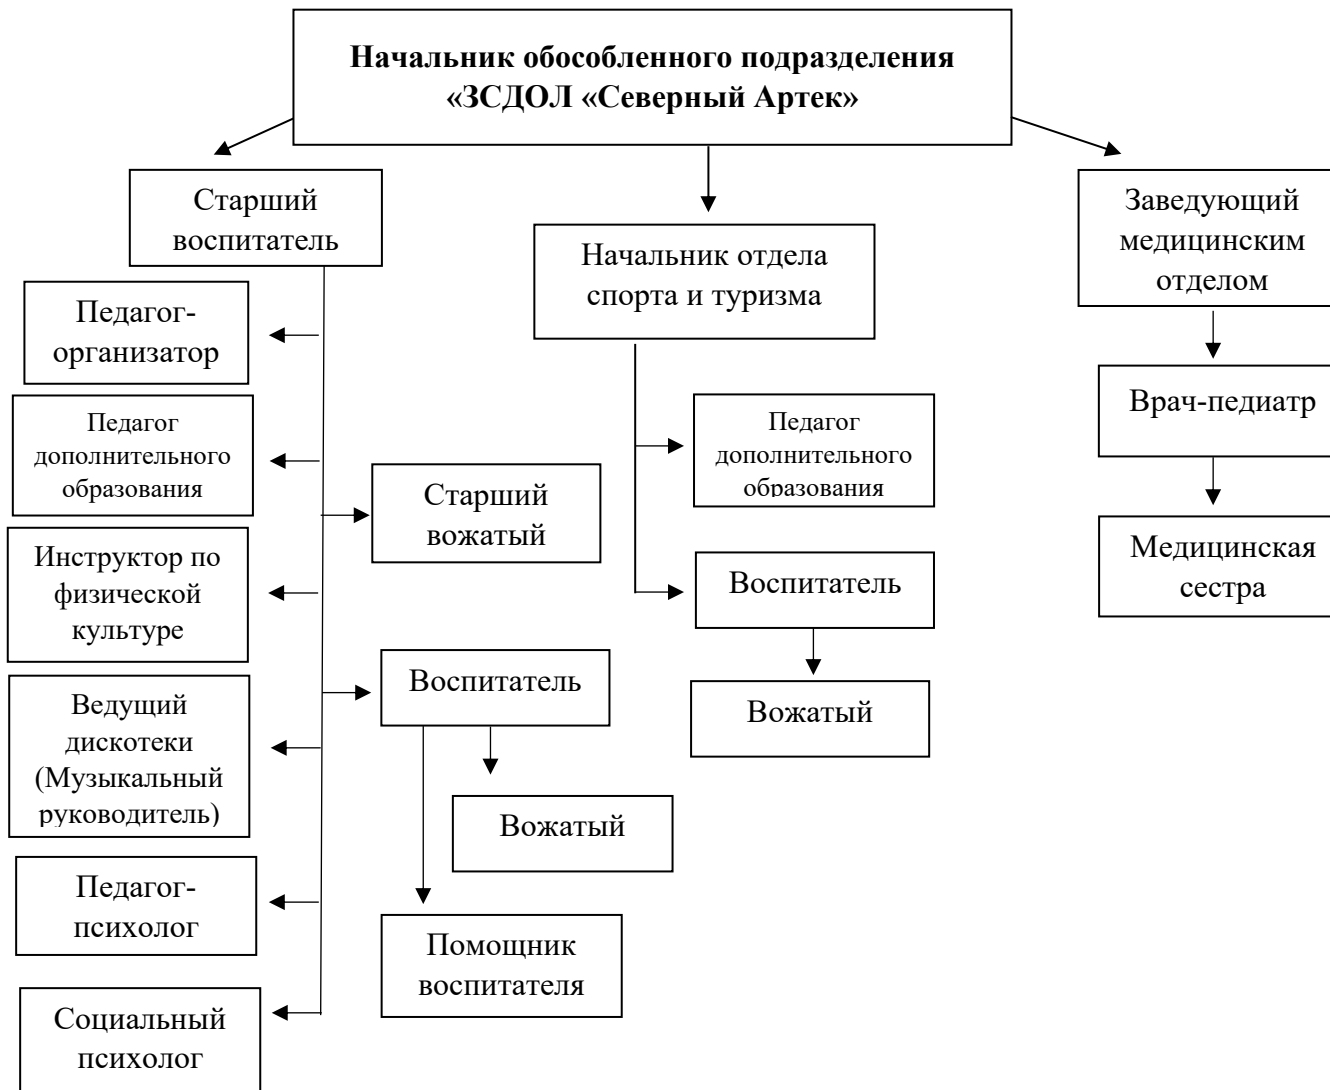 Начальник обособленного подразделения
«ЗСДОЛ «Северный Артек»
Старший
воспитатель
Начальник отдела
спорта и туризма
Заведующий
медицинским
отделом
Педагог-
организатор
Педагог
дополнительного
образования
Инструктор по
физической
культуре
Ведущий
дискотеки
(Музыкальный
руководитель)
Педагог-
психолог
Социальный
психолог
Старший
вожатый
Воспитатель
Вожатый
Помощник
воспитателя
Педагог
дополнительного
образования
Воспитатель
Вожатый
Врач-педиатр
Медицинская
сестра